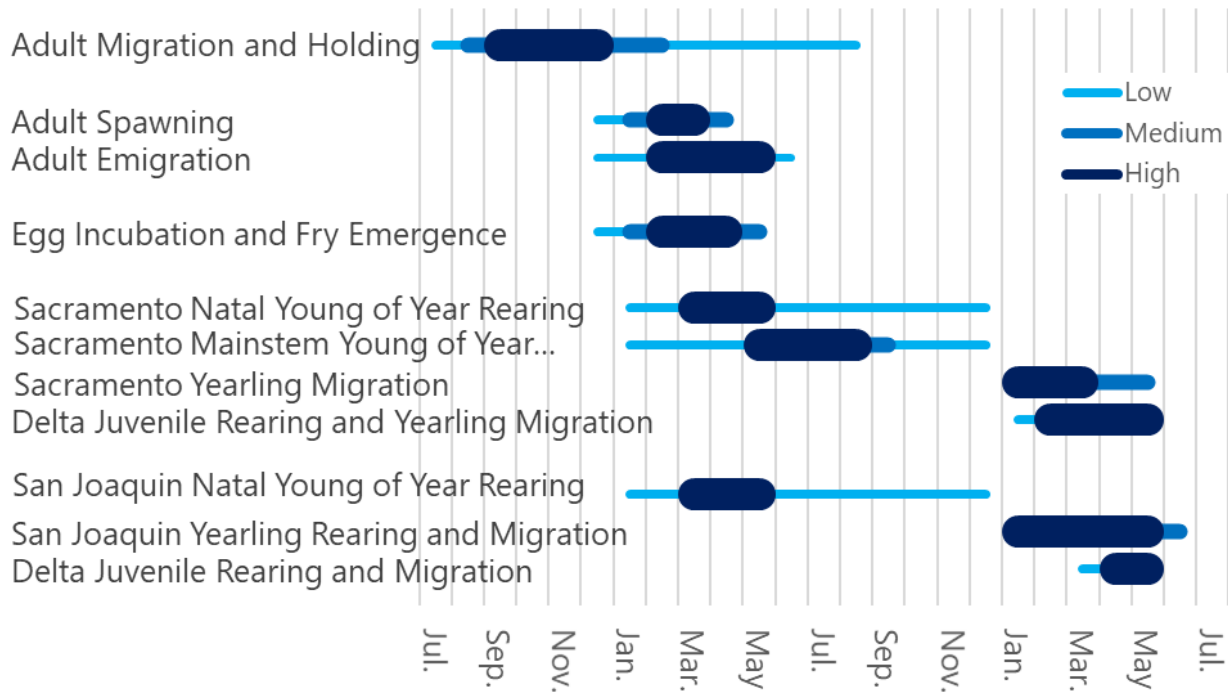 Adult Migration and Holding
Low
Medium
High
Adult Spawning
Adult Emigration
Egg Incubation and Fry Emergence
Sacramento Natal Young of Year Rearing
Sacramento Mainstem Young of Year...
Sacramento Yearling Migration
Delta Juvenile Rearing and Yearling Migration
San Joaquin Natal Young of Year Rearing
San Joaquin Yearling Rearing and Migration
Delta Juvenile Rearing and Migration
Jul.
Sep.
Nov.
Jan.
Mar.
May
Jul.
Sep.
Nov.
Jan.
Mar.
May
Jul.